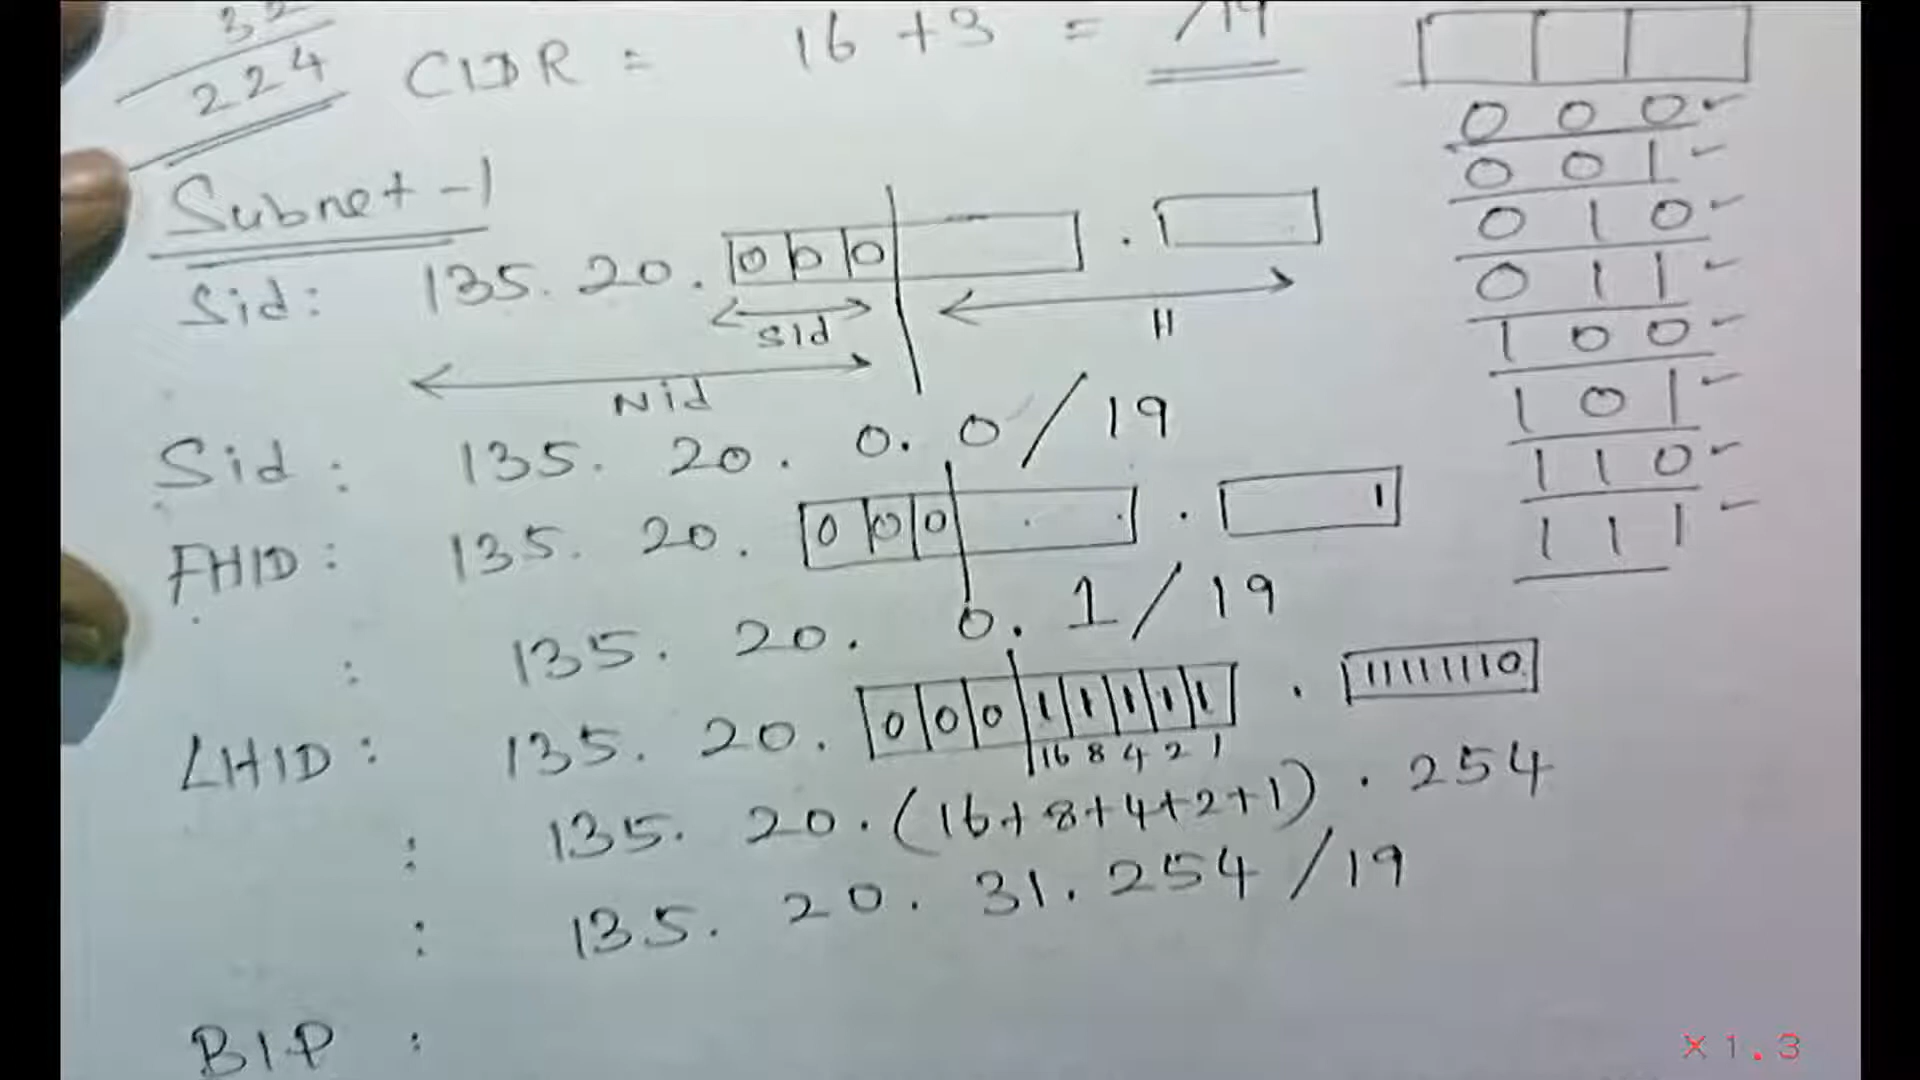 32
224
CIDR = 16 + 3 = /19
000
001
010
011
100
101
110
111
Subnet-1
Sid: 135.20. 000 .
Sid H
Nid
Sid: 135. 20. 0. 0/19
FHID: 135. 20. 000 . 1
: 135. 20. 0. 1/19
LHID: 135. 20. 00011111 . 11111110
16 8 4 2 1
: 135. 20. (16+8+4+2+1) . 254
: 135. 20. 31. 254/19
BIP :
×1.3